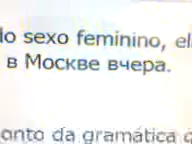 lo sexo feminino, el
в Москве вчера.
onto da gramática